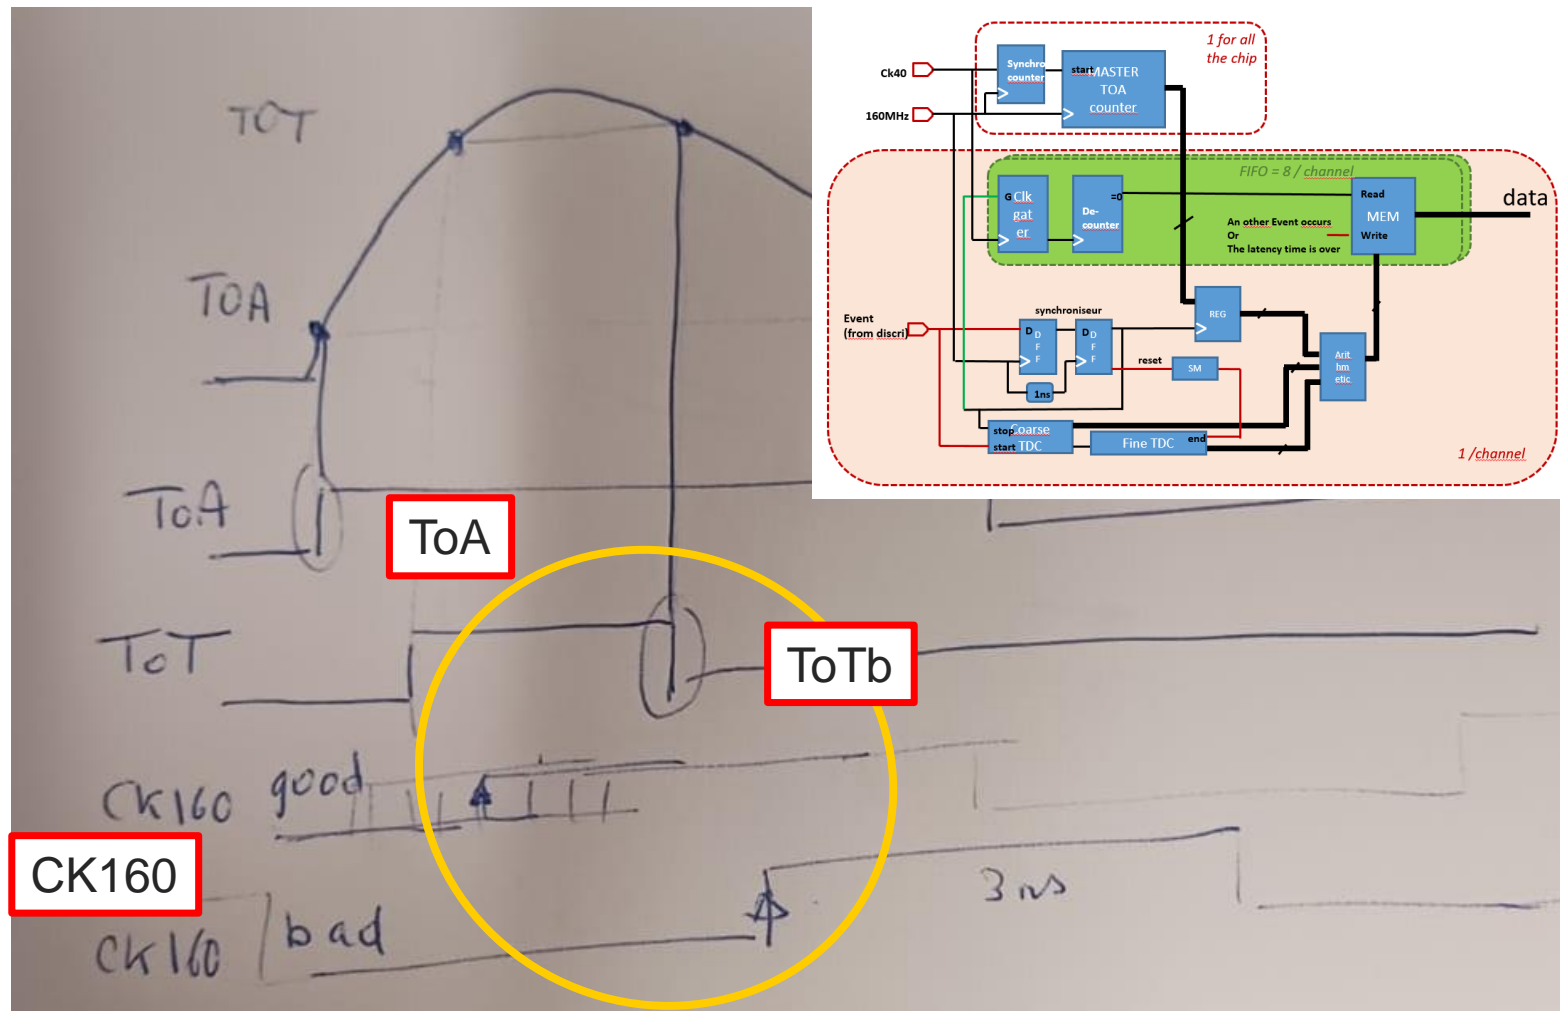 TOT
TOA
TOA
TOT
CK160 good
CK160 bad
3 ns
ToA
ToTb
CK160
1 for all
the chip
Ck40
160MHz
Synchro
counter
start
MASTER
TOA
counter
FIFO = 8 / channel
G
Clk
gat
er
=0
De-
counter
An other Event occurs
Or
The latency time is over
Read
MEM
Write
data
Event
(from discri)
synchroniseur
D
D
F
F
D
D
F
F
1ns
REG
reset
SM
Arit
hm
etic
stop
start
Coarse
TDC
Fine TDC
end
1 /channel